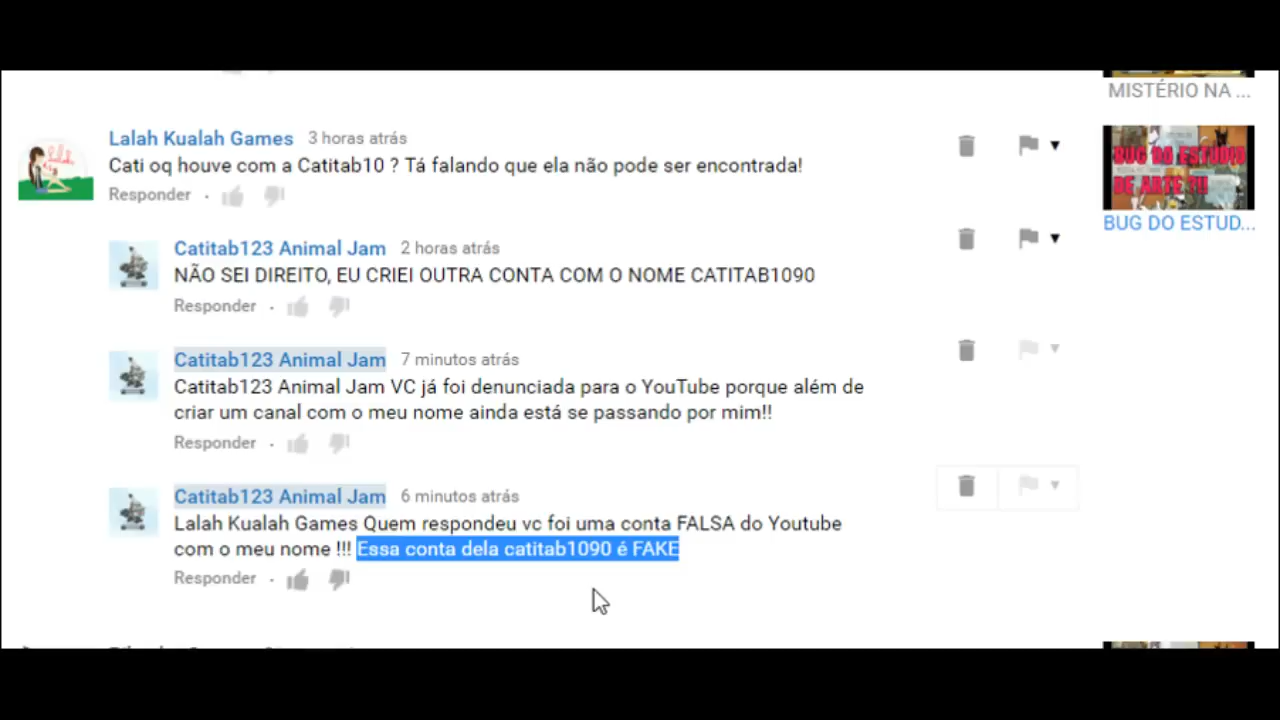 MISTÉRIO NA ...
Lalah Kualah Games 3 horas atrás
Cati oq houve com a Catitab10 ? Tá falando que ela não pode ser encontrada!
Responder ·
BUG DO ESTUDIO
DE ARTE !!!
BUG DO ESTUD...
Catitab123 Animal Jam 2 horas atrás
NÃO SEI DIREITO, EU CRIEI OUTRA CONTA COM O NOME CATITAB1090
Responder ·
Catitab123 Animal Jam 7 minutos atrás
Catitab123 Animal Jam VC já foi denunciada para o YouTube porque além de
criar um canal com o meu nome ainda está se passando por mim!!
Responder ·
Catitab123 Animal Jam 6 minutos atrás
Lalah Kualah Games Quem respondeu vc foi uma conta FALSA do Youtube
com o meu nome !!! Essa conta dela catitab1090 é FAKE
Responder ·